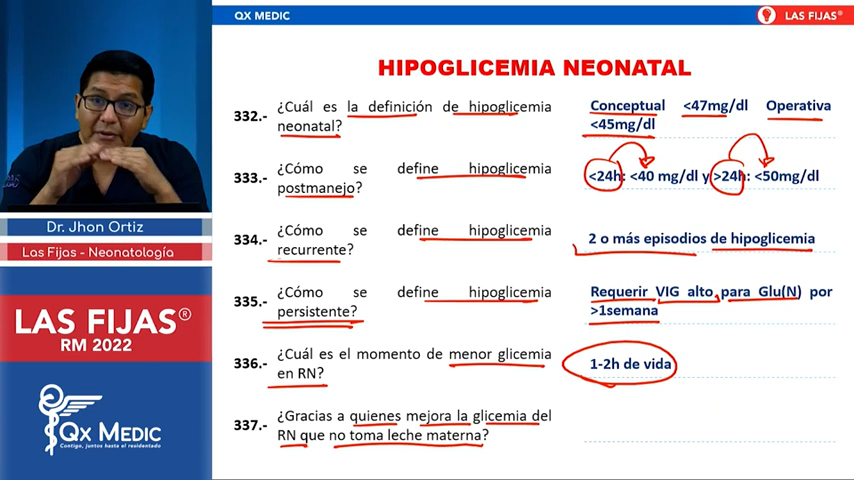 QX MEDIC
LAS FIJAS®
HIPOGLICEMIA NEONATAL
332.- ¿Cuál es la definición de hipoglicemia
neonatal?
Conceptual <47mg/dl Operativa
<45mg/dl
333.- ¿Cómo se define hipoglicemia
postmanejo?
<24h: <40 mg/dl y >24h: <50mg/dl
334.- ¿Cómo se define hipoglicemia
recurrente?
2 o más episodios de hipoglicemia
335.- ¿Cómo se define hipoglicemia
persistente?
Requerir VIG alto para Glu(N) por
>1semana
336.- ¿Cuál es el momento de menor glicemia
en RN?
1-2h de vida
337.- ¿Gracias a quienes mejora la glicemia del
RN que no toma leche materna?
Dr. Jhon Ortiz
Las Fijas - Neonatología
LAS FIJAS®
RM 2022
QX MEDIC
Contigo, juntos hasta el residentado